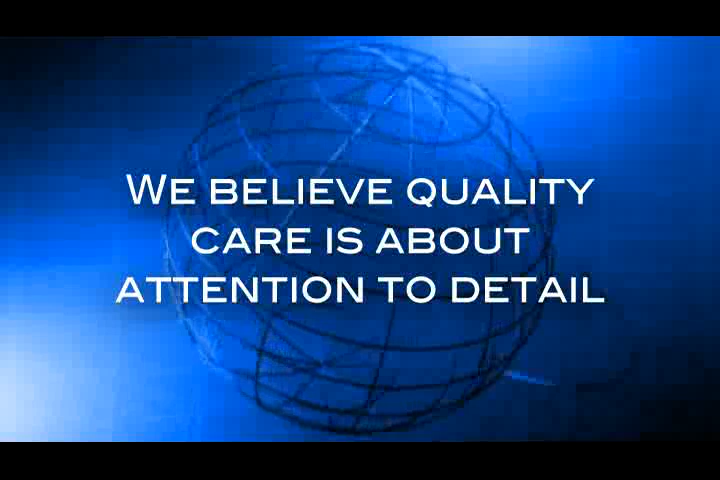 We believe quality
care is about
attention to detail